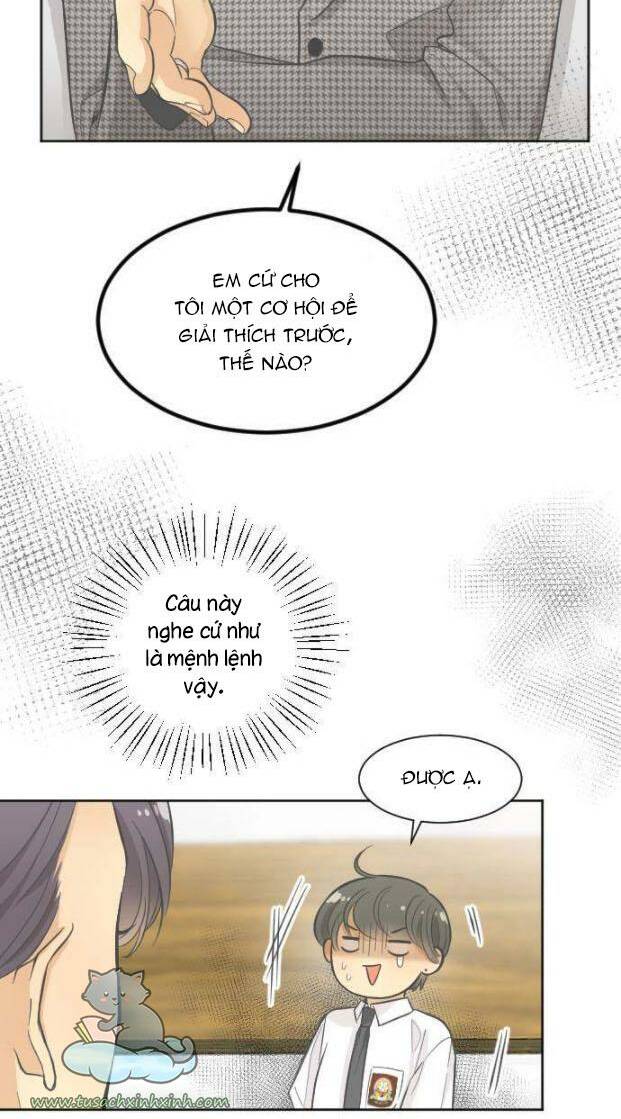 EM CỨ CHO
TÔI MỘT CƠ HỘI ĐỂ
GIẢI THÍCH TRƯỚC,
THẾ NÀO?
Câu này
nghe cứ như
là mệnh lệnh
vậy.
ĐƯỢC Ạ.
www.tusachxinhxinh.com